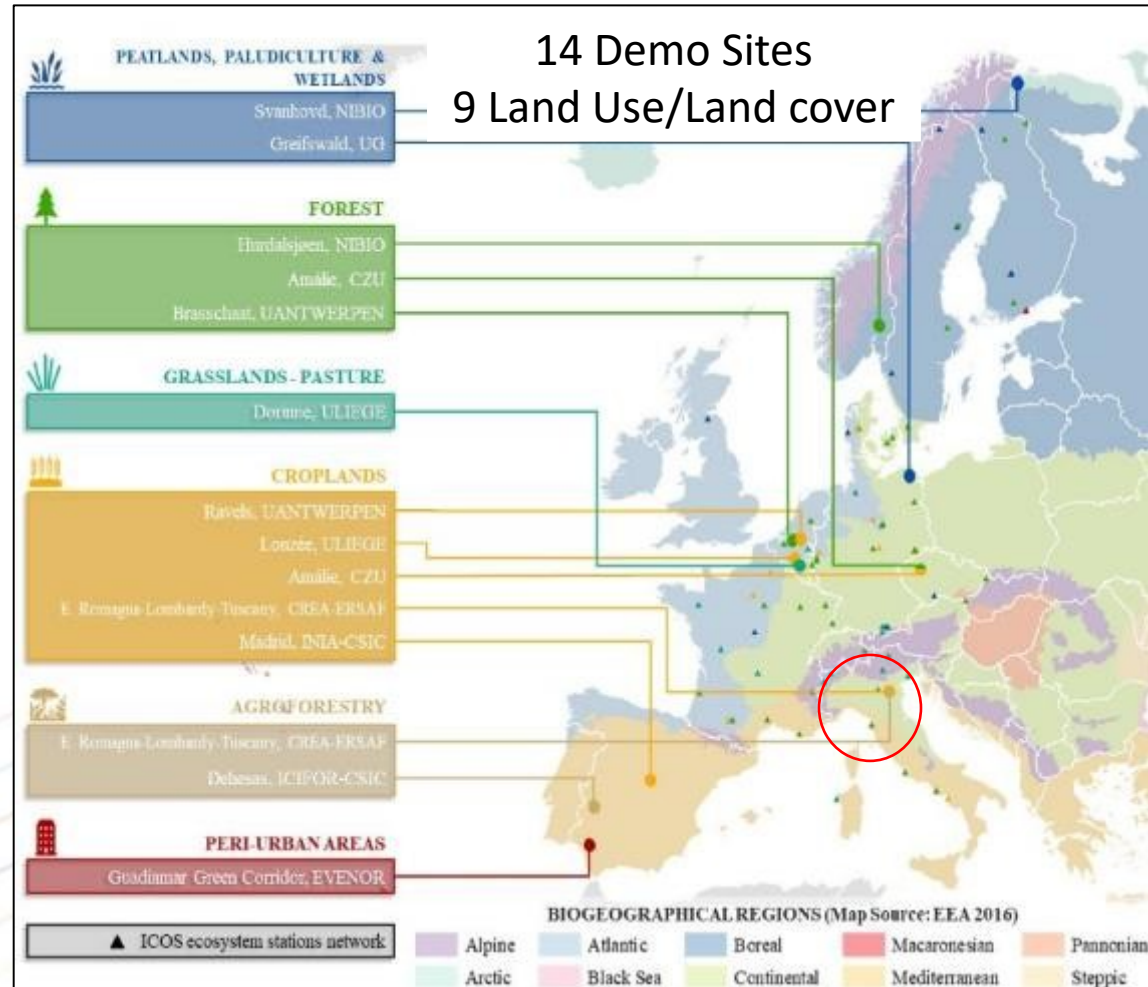 14 Demo Sites
9 Land Use/Land cover
PEATLANDS, PALUDICULTURE &
WETLANDS
Svanhovd, NIBIO
Greifswald, UG
FOREST
Hurdalsjøen, NIBIO
Amálie, CZU
Brasschaat, UANTWERPEN
GRASSLANDS - PASTURE
Dorinne, ULIEGE
CROPLANDS
Ravels, UANTWERPEN
Lonzée, ULIEGE
Amálie, CZU
E. Romagna-Lombardy-Tuscany, CREA-ERSAF
Madrid, INIA-CSIC
AGROFORESTRY
E. Romagna-Lombardy-Tuscany, CREA-ERSAF
Dehesas, ICIFOR-CSIC
PERI-URBAN AREAS
Guadiamar Green Corridor, EVENOR
▲ ICOS ecosystem stations network
BIOGEOGRAPHICAL REGIONS (Map Source: EEA 2016)
Alpine Atlantic Boreal Macaronesian Pannonian
Arctic Black Sea Continental Mediterranean Steppic